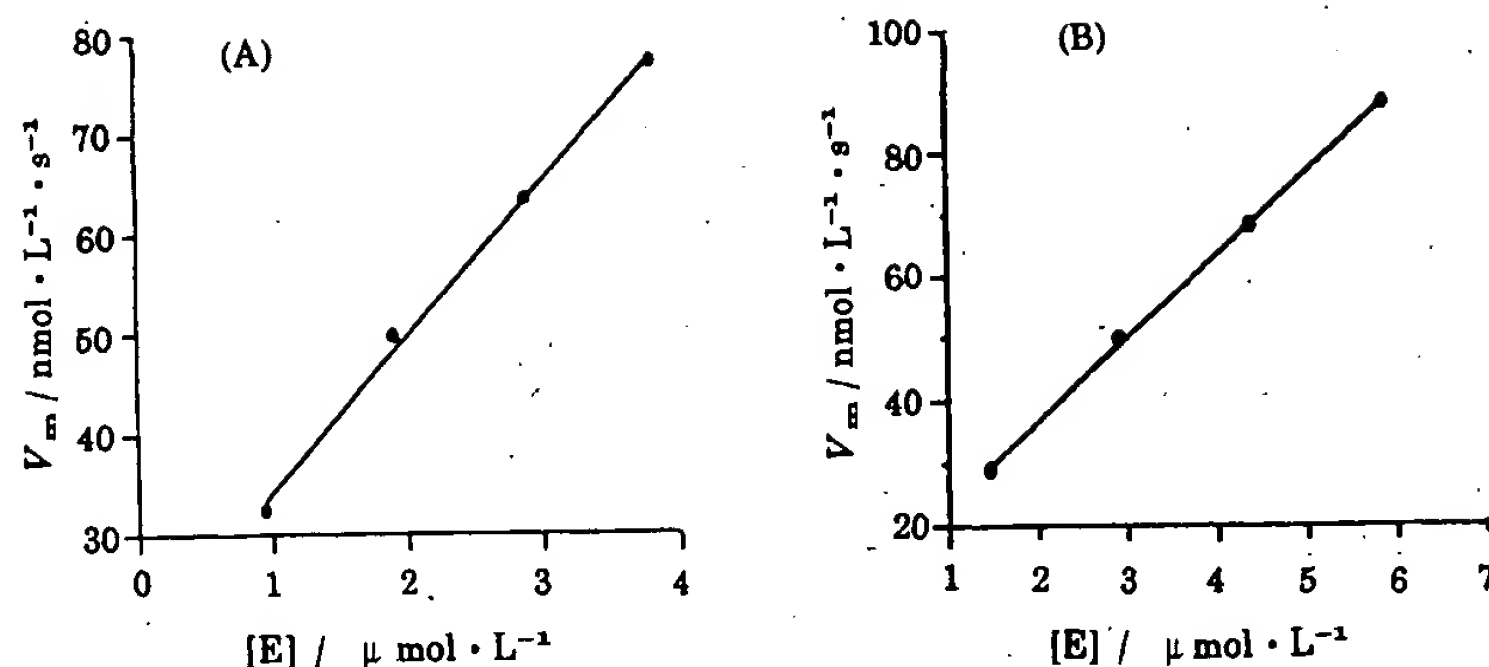 (A)
80
70
60
50
40
30
0 1 2 3 4
V_m / nmol · L⁻¹ · s⁻¹
[E] / μ mol · L⁻¹
(B)
100
80
60
40
20
1 2 3 4 5 6 7
V_m / nmol · L⁻¹ · s⁻¹
[E] / μ mol · L⁻¹